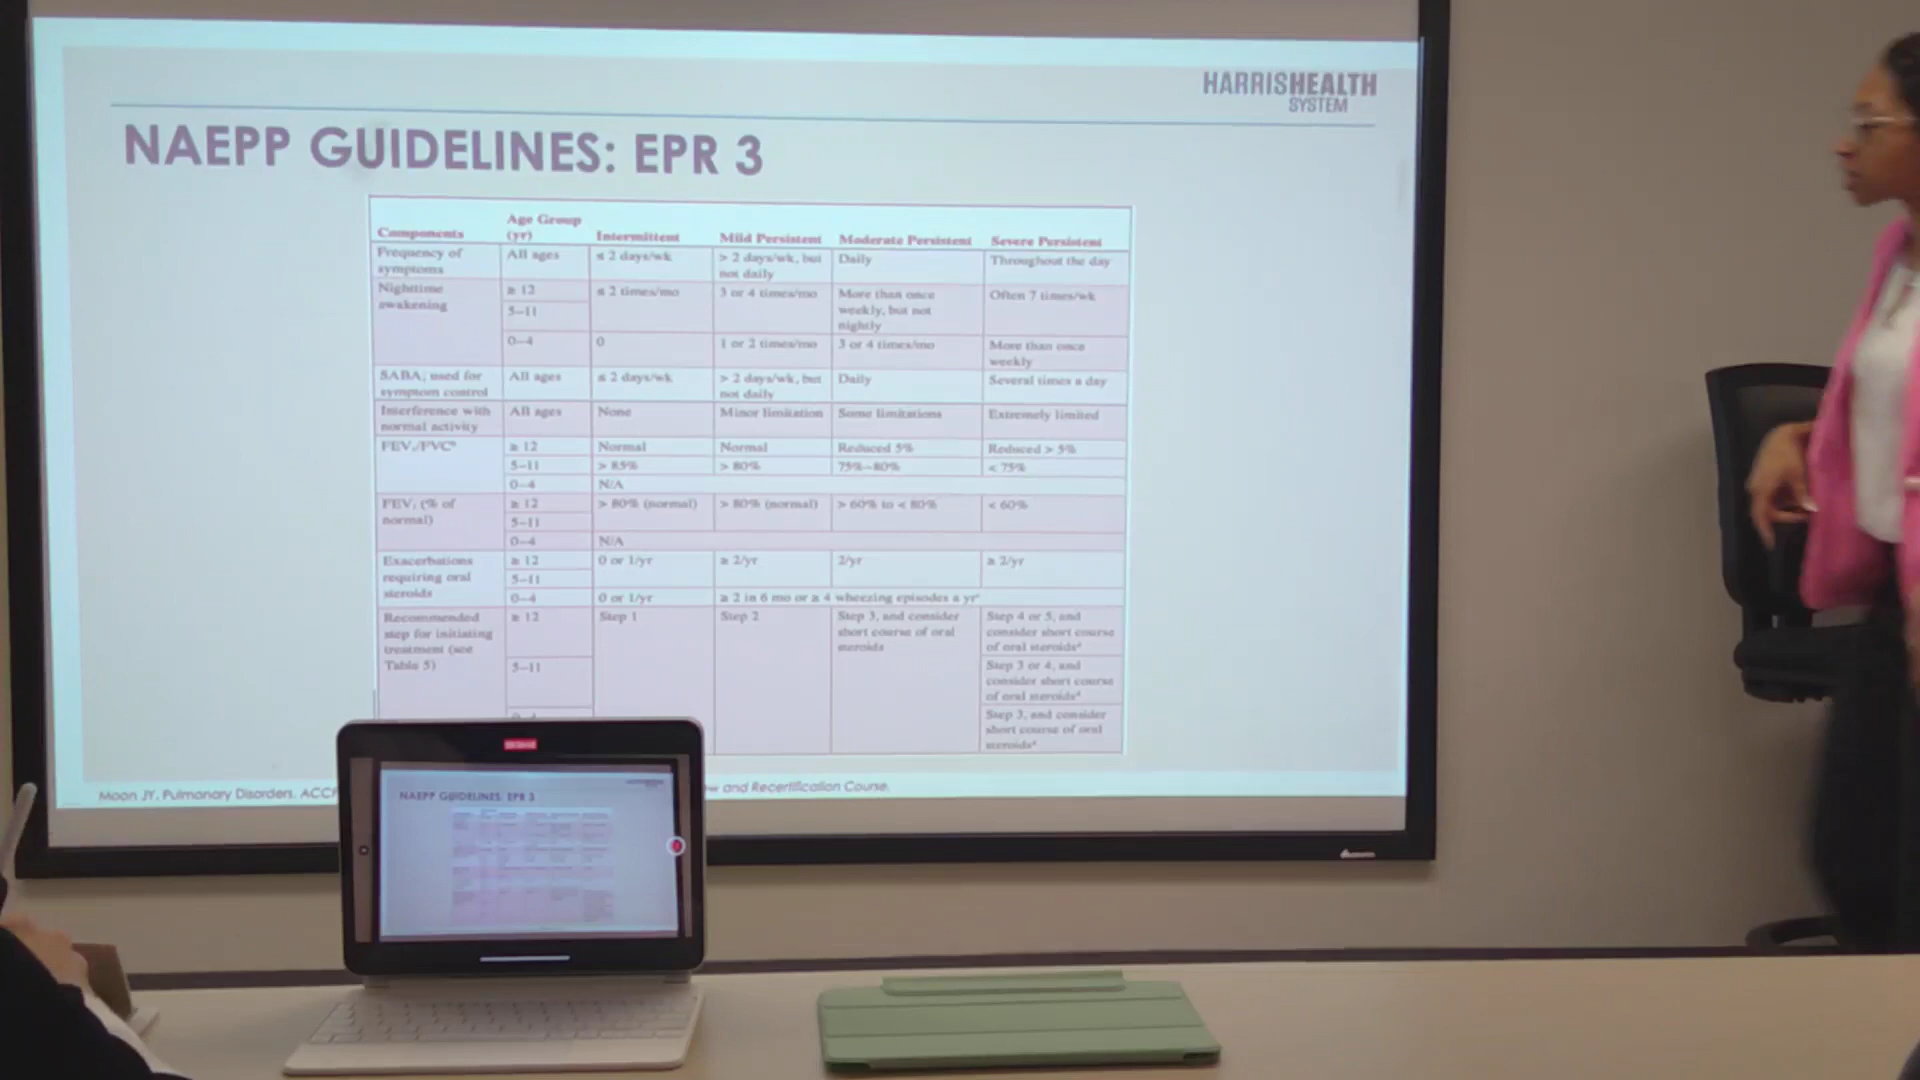 HARRISHEALTH
SYSTEM
NAEPP GUIDELINES: EPR 3
Components Age Group (yr) Intermittent Mild Persistent Moderate Persistent Severe Persistent
Frequency of symptoms All ages ≤ 2 days/wk > 2 days/wk, but not daily Daily Throughout the day
Nighttime awakening ≥ 12 ≤ 2 times/mo 3 or 4 times/mo More than once weekly, but not nightly Often 7 times/wk
5–11
0–4 0 1 or 2 times/mo 3 or 4 times/mo More than once weekly
SABA, used for symptom control All ages ≤ 2 days/wk > 2 days/wk, but not daily Daily Several times a day
Interference with normal activity All ages None Minor limitation Some limitations Extremely limited
FEV₁/FVC ≥ 12 Normal Normal Reduced 5% Reduced > 5%
5–11 > 85% > 80% 75%–80% < 75%
0–4 N/A
FEV₁ (% of normal) ≥ 12 > 80% (normal) > 80% (normal) > 60% to < 80% < 60%
5–11
0–4 N/A
Exacerbations requiring oral steroids ≥ 12 0 or 1/yr ≥ 2/yr 2/yr ≥ 2/yr
5–11
0–4 0 or 1/yr ≥ 2 in 6 mo or ≥ 4 wheezing episodes a yr
Recommended step for initiating treatment (see Table 5) ≥ 12 Step 1 Step 2 Step 3, and consider short course of oral steroids Step 4 or 5, and consider short course of oral steroids
5–11 Step 3 or 4, and consider short course of oral steroids
0–4 Step 3, and consider short course of oral steroids
Moon JY. Pulmonary Disorders. ACCP
and Recertification Course.
NAEPP GUIDELINES: EPR 3